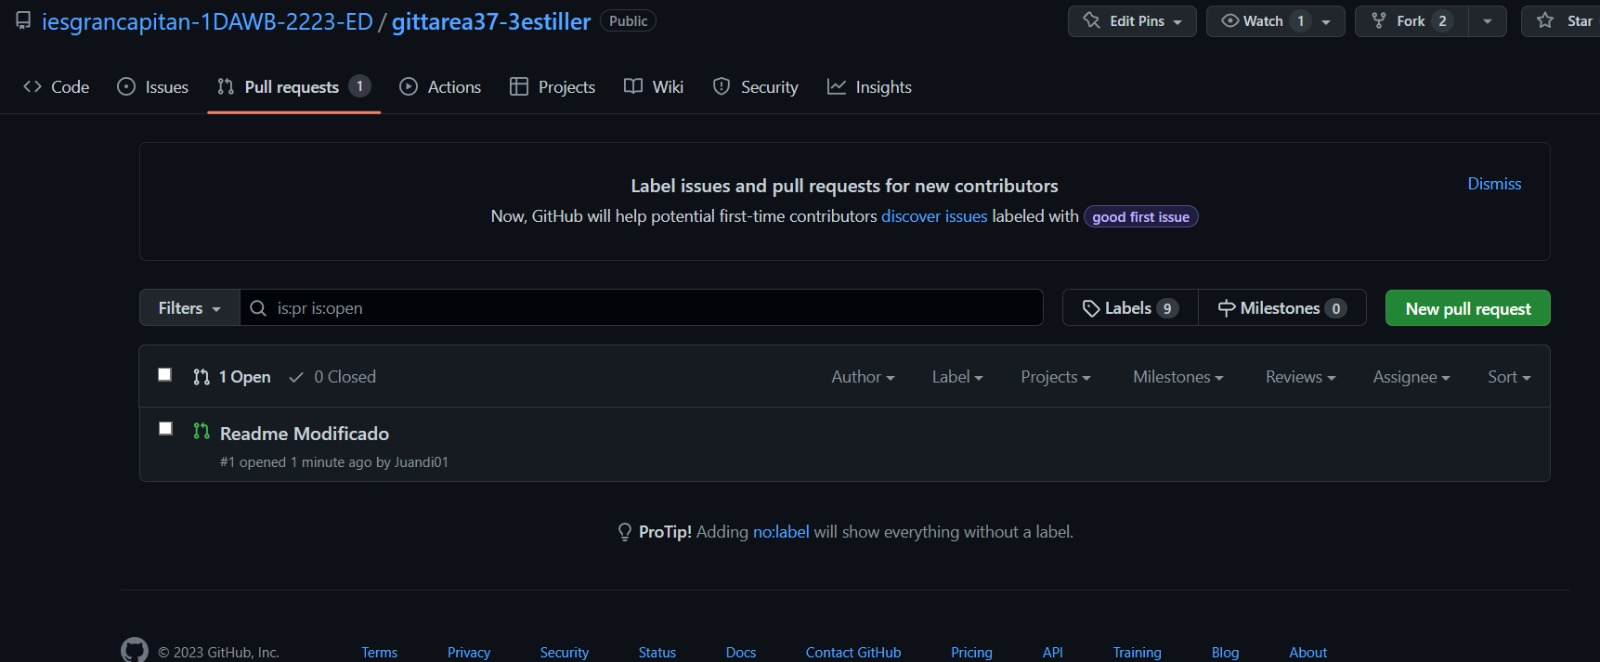 iesgrancapitan-1DAWB-2223-ED / gittarea37-3estiller Public Edit Pins Watch 1 Fork 2 Star
Code Issues Pull requests 1 Actions Projects Wiki Security Insights
Label issues and pull requests for new contributors Dismiss
Now, GitHub will help potential first-time contributors discover issues labeled with good first issue
Filters is:pr is:open Labels 9 Milestones 0 New pull request
1 Open 0 Closed Author Label Projects Milestones Reviews Assignee Sort
Readme Modificado
#1 opened 1 minute ago by Juandi01
ProTip! Adding no:label will show everything without a label.
© 2023 GitHub, Inc. Terms Privacy Security Status Docs Contact GitHub Pricing API Training Blog About